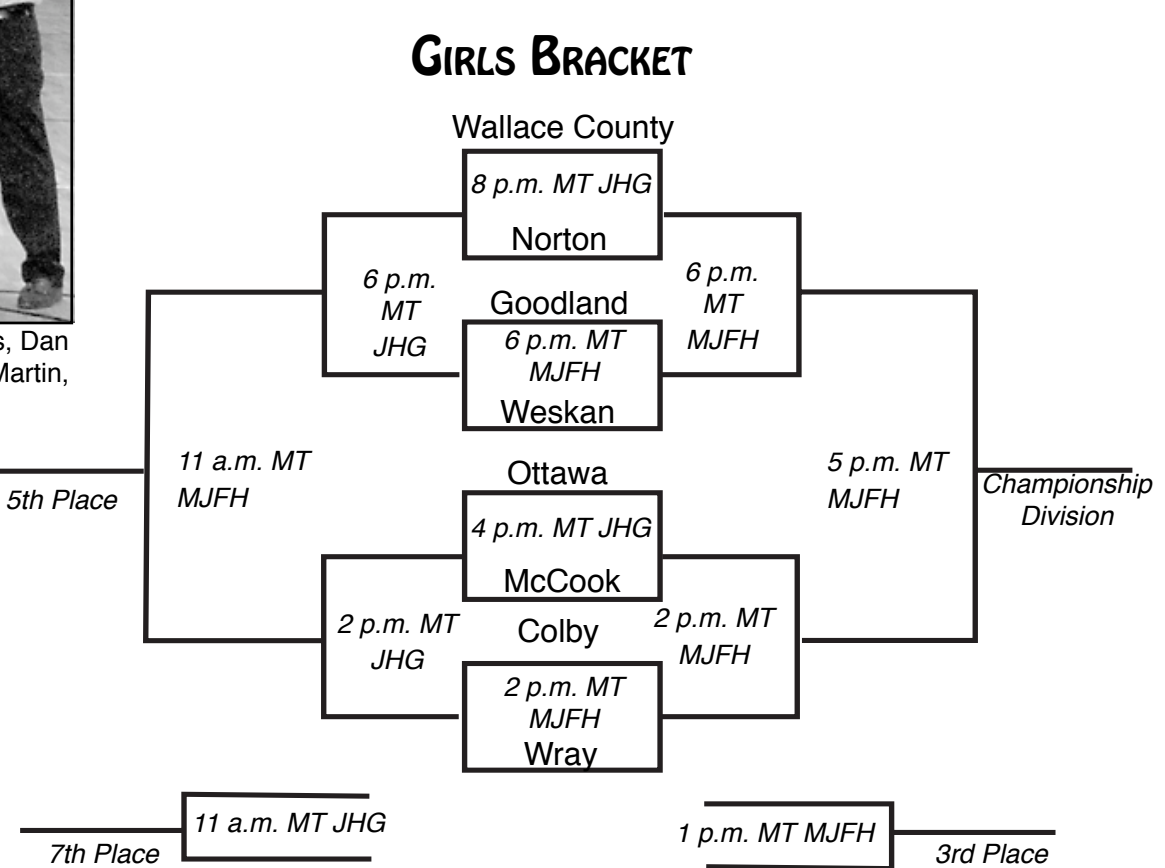 GIRLS BRACKET
Wallace County
8 p.m. MT JHG
Norton
6 p.m.
MT
JHG
6 p.m.
MT
MJFH
Goodland
6 p.m. MT
MJFH
Weskan
s, Dan
Martin,
11 a.m. MT
MJFH
5th Place
5 p.m. MT
MJFH
Championship
Division
Ottawa
4 p.m. MT JHG
McCook
2 p.m. MT
JHG
Colby
2 p.m. MT
MJFH
2 p.m. MT
MJFH
Wray
11 a.m. MT JHG
7th Place
1 p.m. MT MJFH
3rd Place